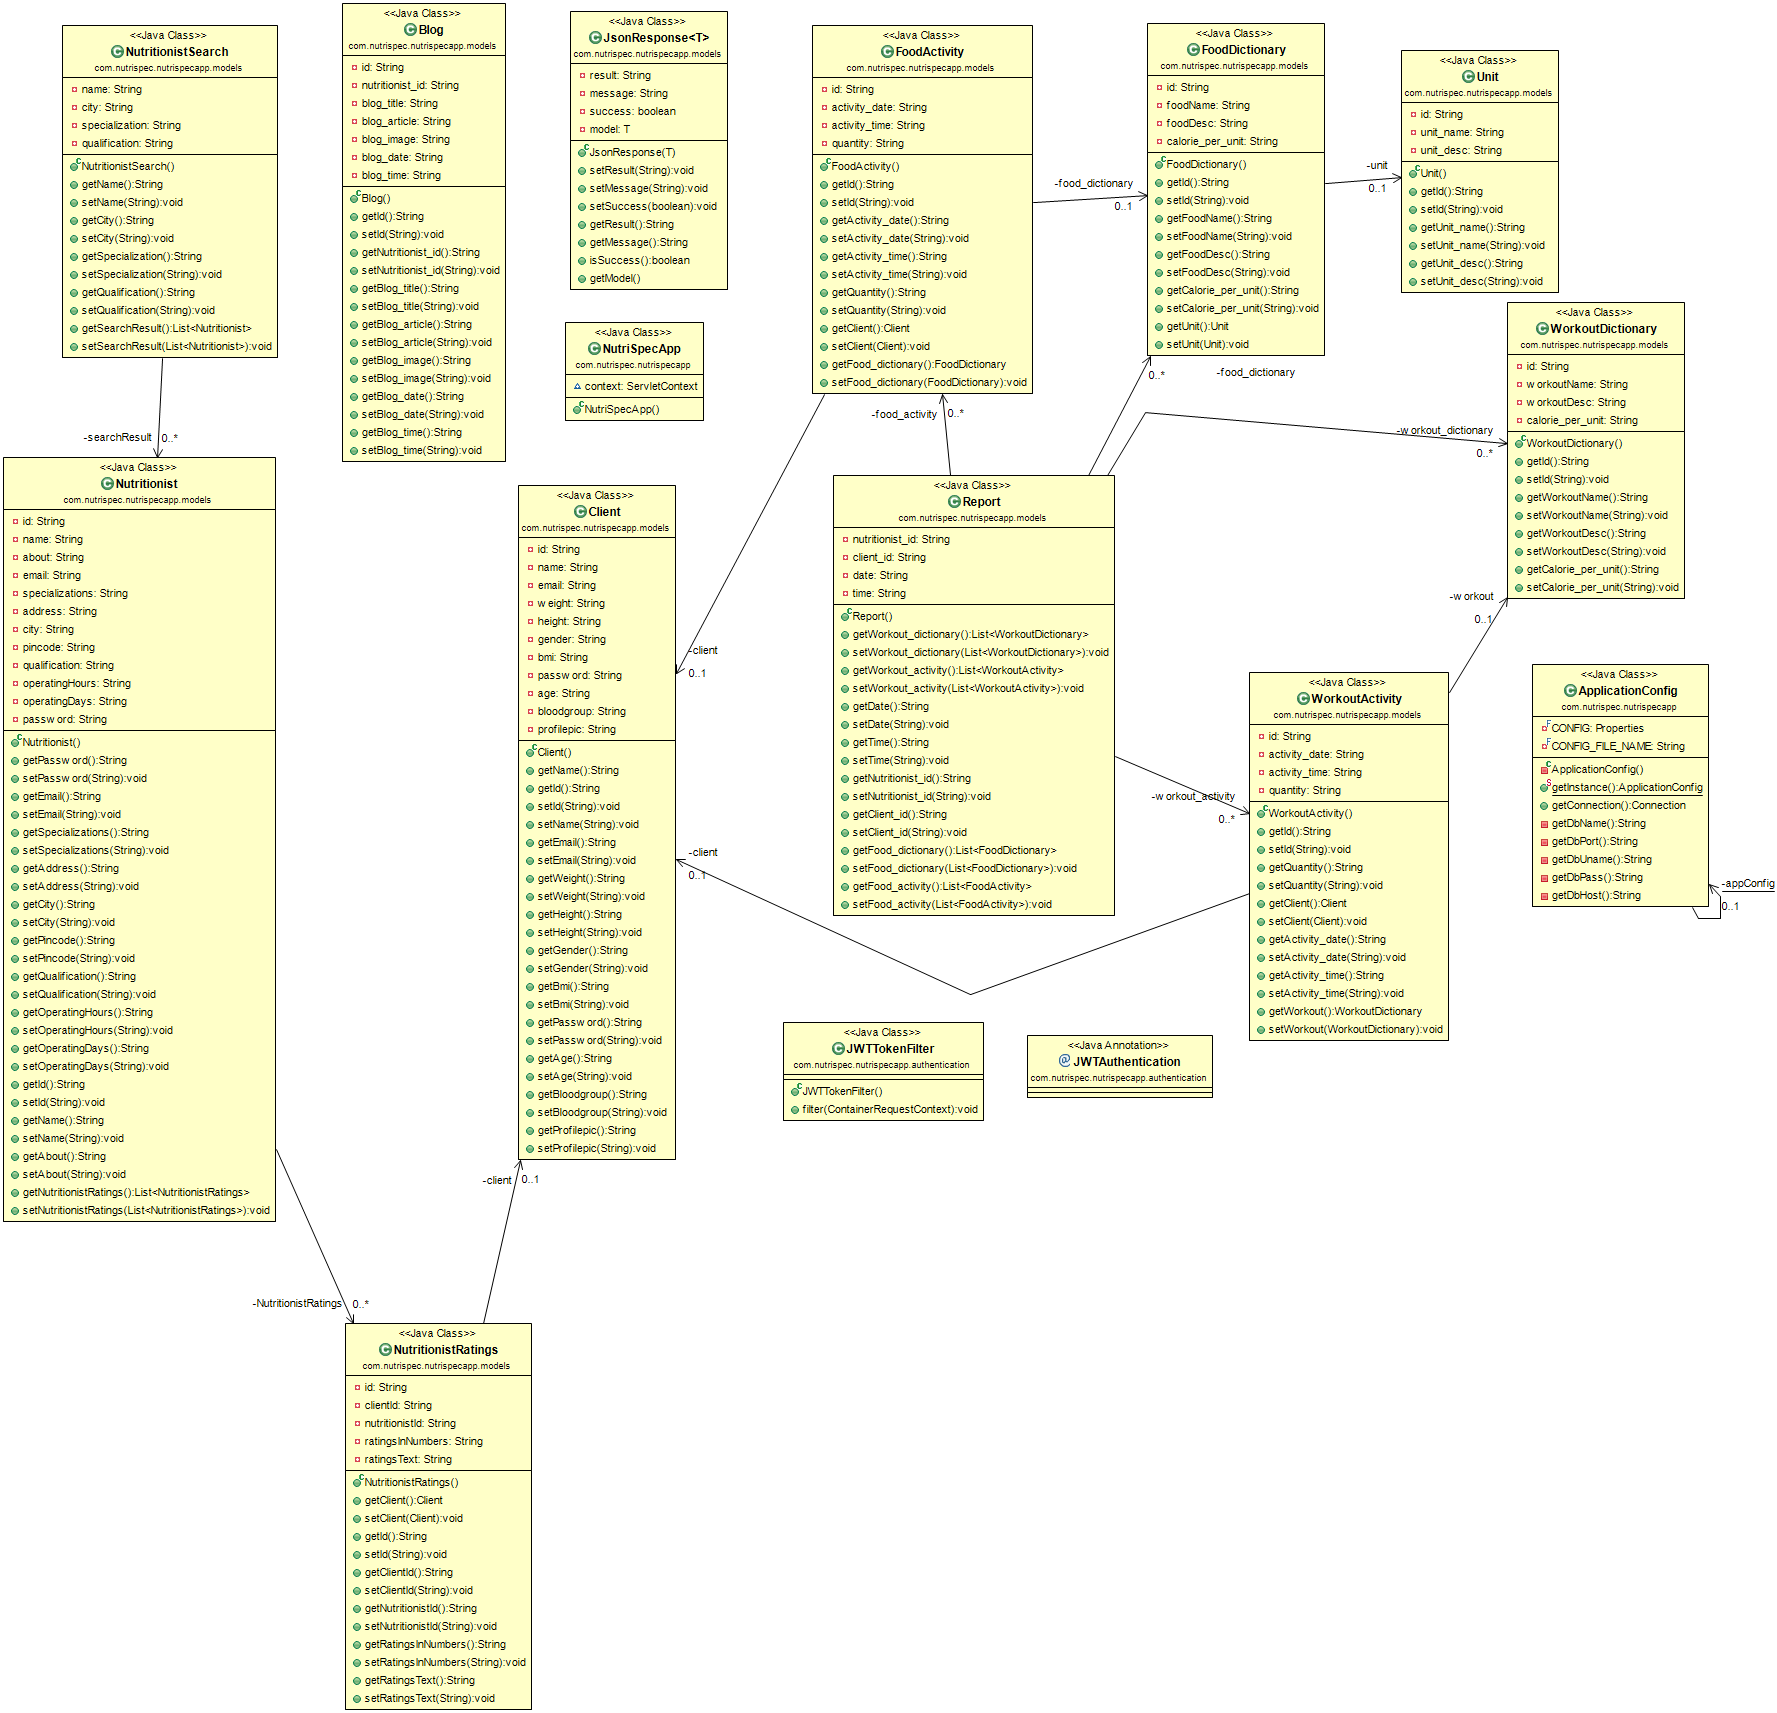 <<Java Class>>
NutritionistSearch
com.nutrispec.nutrispecapp.models
name: String
city: String
specialization: String
qualification: String
NutritionistSearch()
getName():String
setName(String):void
getCity():String
setCity(String):void
getSpecialization():String
setSpecialization(String):void
getQualification():String
setQualification(String):void
getSearchResult():List<Nutritionist>
setSearchResult(List<Nutritionist>):void
-searchResult
0..*
<<Java Class>>
Blog
com.nutrispec.nutrispecapp.models
id: String
nutritionist_id: String
blog_title: String
blog_article: String
blog_image: String
blog_date: String
blog_time: String
Blog()
getId():String
setId(String):void
getNutritionist_id():String
setNutritionist_id(String):void
getBlog_title():String
setBlog_title(String):void
getBlog_article():String
setBlog_article(String):void
getBlog_image():String
setBlog_image(String):void
getBlog_date():String
setBlog_date(String):void
getBlog_time():String
setBlog_time(String):void
<<Java Class>>
JsonResponse<T>
com.nutrispec.nutrispecapp.models
result: String
message: String
success: boolean
model: T
JsonResponse(T)
setResult(String):void
setMessage(String):void
setSuccess(boolean):void
getResult():String
getMessage():String
isSuccess():boolean
getModel()
<<Java Class>>
NutriSpecApp
com.nutrispec.nutrispecapp
context: ServletContext
NutriSpecApp()
<<Java Class>>
FoodActivity
com.nutrispec.nutrispecapp.models
id: String
activity_date: String
activity_time: String
quantity: String
FoodActivity()
getId():String
setId(String):void
getActivity_date():String
setActivity_date(String):void
getActivity_time():String
setActivity_time(String):void
getQuantity():String
setQuantity(String):void
getClient():Client
setClient(Client):void
getFood_dictionary():FoodDictionary
setFood_dictionary(FoodDictionary):void
-food_dictionary
0..1
<<Java Class>>
FoodDictionary
com.nutrispec.nutrispecapp.models
id: String
foodName: String
foodDesc: String
calorie_per_unit: String
FoodDictionary()
getId():String
setId(String):void
getFoodName():String
setFoodName(String):void
getFoodDesc():String
setFoodDesc(String):void
getCalorie_per_unit():String
setCalorie_per_unit(String):void
getUnit():Unit
setUnit(Unit):void
-unit
0..1
<<Java Class>>
Unit
com.nutrispec.nutrispecapp.models
id: String
unit_name: String
unit_desc: String
Unit()
getId():String
setId(String):void
getUnit_name():String
setUnit_name(String):void
getUnit_desc():String
setUnit_desc(String):void
<<Java Class>>
WorkoutDictionary
com.nutrispec.nutrispecapp.models
id: String
workoutName: String
workoutDesc: String
calorie_per_unit: String
WorkoutDictionary()
getId():String
setId(String):void
getWorkoutName():String
setWorkoutName(String):void
getWorkoutDesc():String
setWorkoutDesc(String):void
getCalorie_per_unit():String
setCalorie_per_unit(String):void
0..*
-food_dictionary
-food_activity
0..*
-workout_dictionary
0..*
<<Java Class>>
Nutritionist
com.nutrispec.nutrispecapp.models
id: String
name: String
about: String
email: String
specializations: String
address: String
city: String
pincode: String
qualification: String
operatingHours: String
operatingDays: String
password: String
Nutritionist()
getPassword():String
setPassword(String):void
getEmail():String
setEmail(String):void
getSpecializations():String
setSpecializations(String):void
getAddress():String
setAddress(String):void
getCity():String
setCity(String):void
getPincode():String
setPincode(String):void
getQualification():String
setQualification(String):void
getOperatingHours():String
setOperatingHours(String):void
getOperatingDays():String
setOperatingDays(String):void
getId():String
setId(String):void
getName():String
setName(String):void
getAbout():String
setAbout(String):void
getNutritionistRatings():List<NutritionistRatings>
setNutritionistRatings(List<NutritionistRatings>):void
<<Java Class>>
Client
com.nutrispec.nutrispecapp.models
id: String
name: String
email: String
weight: String
height: String
gender: String
bmi: String
password: String
age: String
bloodgroup: String
profilepic: String
Client()
getName():String
getId():String
setId(String):void
setName(String):void
getEmail():String
setEmail(String):void
getWeight():String
setWeight(String):void
getHeight():String
setHeight(String):void
getGender():String
setGender(String):void
getBmi():String
setBmi(String):void
getPassword():String
setPassword(String):void
getAge():String
setAge(String):void
getBloodgroup():String
setBloodgroup(String):void
getProfilepic():String
setProfilepic(String):void
-client
0..1
-client
0..1
-client
0..1
<<Java Class>>
Report
com.nutrispec.nutrispecapp.models
nutritionist_id: String
client_id: String
date: String
time: String
Report()
getWorkout_dictionary():List<WorkoutDictionary>
setWorkout_dictionary(List<WorkoutDictionary>):void
getWorkout_activity():List<WorkoutActivity>
setWorkout_activity(List<WorkoutActivity>):void
getDate():String
setDate(String):void
getTime():String
setTime(String):void
getNutritionist_id():String
setNutritionist_id(String):void
getClient_id():String
setClient_id(String):void
getFood_dictionary():List<FoodDictionary>
setFood_dictionary(List<FoodDictionary>):void
getFood_activity():List<FoodActivity>
setFood_activity(List<FoodActivity>):void
-workout_activity
0..*
-workout
0..1
<<Java Class>>
WorkoutActivity
com.nutrispec.nutrispecapp.models
id: String
activity_date: String
activity_time: String
quantity: String
WorkoutActivity()
getId():String
setId(String):void
getQuantity():String
setQuantity(String):void
getClient():Client
setClient(Client):void
getActivity_date():String
setActivity_date(String):void
getActivity_time():String
setActivity_time(String):void
getWorkout():WorkoutDictionary
setWorkout(WorkoutDictionary):void
<<Java Class>>
ApplicationConfig
com.nutrispec.nutrispecapp
CONFIG: Properties
CONFIG_FILE_NAME: String
ApplicationConfig()
getInstance():ApplicationConfig
getConnection():Connection
getDbName():String
getDbPort():String
getDbUname():String
getDbPass():String
getDbHost():String
-appConfig
0..1
<<Java Class>>
JWTTokenFilter
com.nutrispec.nutrispecapp.authentication
JWTTokenFilter()
filter(ContainerRequestContext):void
<<Java Annotation>>
JWTAuthentication
com.nutrispec.nutrispecapp.authentication
-NutritionistRatings
0..*
<<Java Class>>
NutritionistRatings
com.nutrispec.nutrispecapp.models
id: String
clientId: String
nutritionistId: String
ratingsInNumbers: String
ratingsText: String
NutritionistRatings()
getClient():Client
setClient(Client):void
getId():String
setId(String):void
getClientId():String
setClientId(String):void
getNutritionistId():String
setNutritionistId(String):void
getRatingsInNumbers():String
setRatingsInNumbers(String):void
getRatingsText():String
setRatingsText(String):void